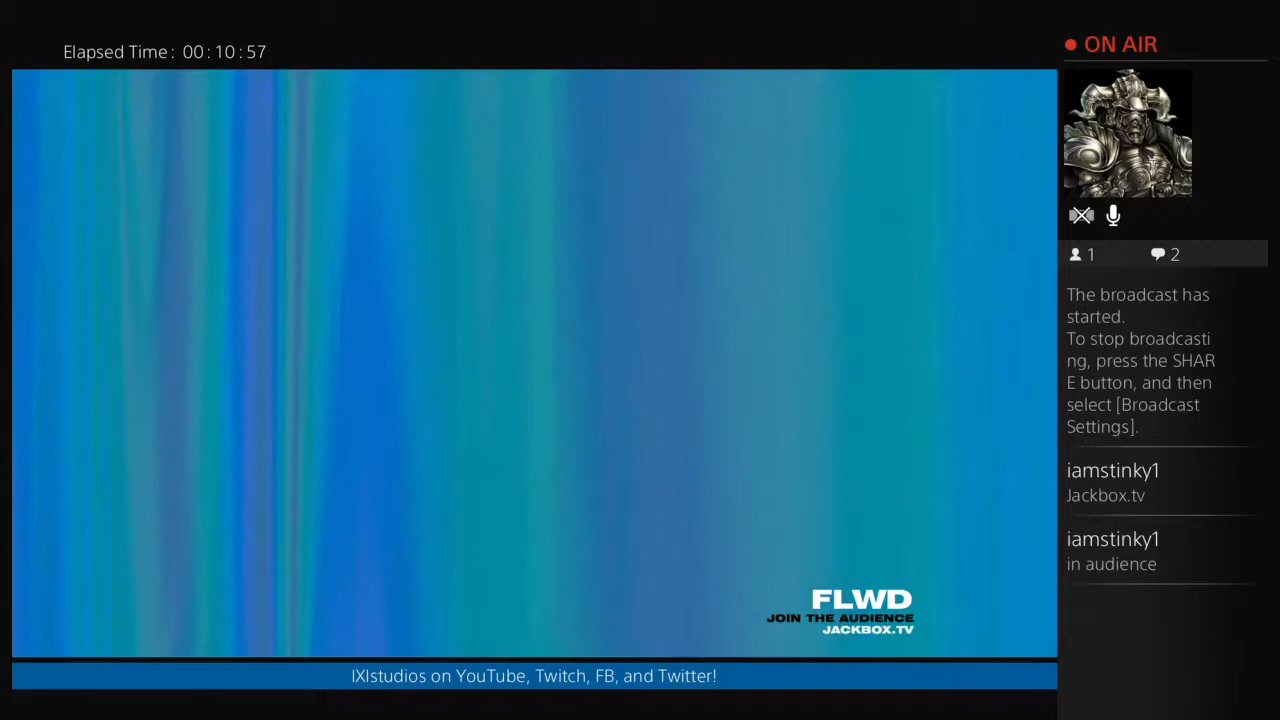 Elapsed Time: 00:10:57
ON AIR
1 2
The broadcast has
started.
To stop broadcasti
ng, press the SHAR
E button, and then
select [Broadcast
Settings].
iamstinky1
Jackbox.tv
iamstinky1
in audience
FLWD
JOIN THE AUDIENCE
JACKBOX.TV
IXIstudios on YouTube, Twitch, FB, and Twitter!